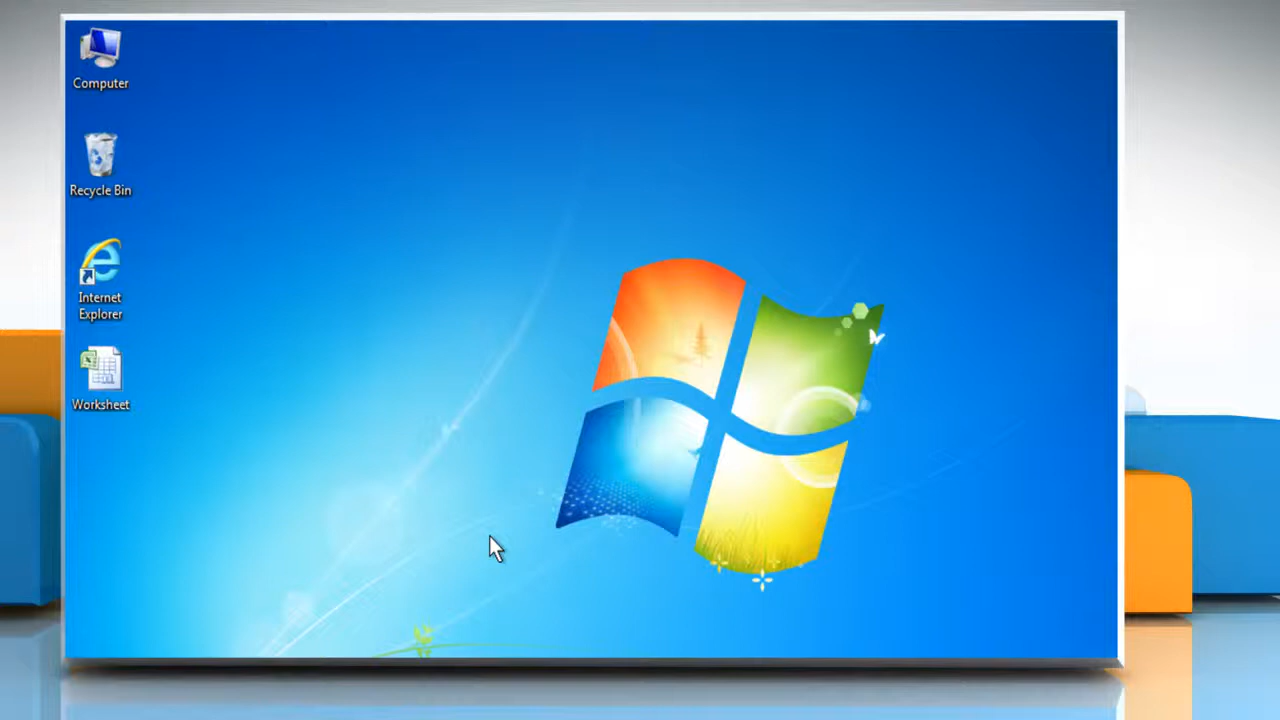 Computer
Recycle Bin
Internet
Explorer
Worksheet